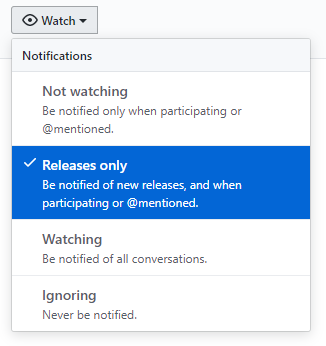 Watch
Notifications
Not watching
Be notified only when participating or
@mentioned.
Releases only
Be notified of new releases, and when
participating or @mentioned.
Watching
Be notified of all conversations.
Ignoring
Never be notified.